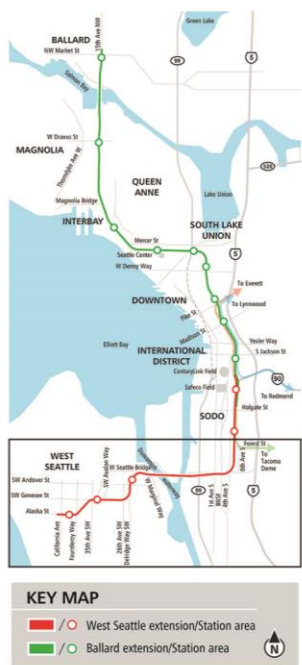 15th Ave NW
BALLARD
NW Market St
Salmon Bay
Green Lake
99
5
W Dravus St
MAGNOLIA
Thorndyke Ave W
520
QUEEN
ANNE
Magnolia Bridge
Lake Union
INTERBAY
Mercer St
SOUTH LAKE
UNION
Seattle Center
W Denny Way
5
To Everett
DOWNTOWN
To Lynnwood
Pike St
Madison St
Yesler Way
Elliott Bay
INTERNATIONAL
DISTRICT
S Jackson St
CenturyLink Field
90
Safeco Field
To Redmond
SODO
Holgate St
6th Ave S
Forest St
WEST
SEATTLE
SW Avalon Way
W Seattle Bridge
Duwamish Waterway
To
Tacoma
Dome
SW Andover St
SW Genesee St
Alaska St
W Marginal Way
99
1st Ave S
BNSF
4th Ave S
5
California Ave
Fauntleroy Way
35th Ave SW
26th Ave SW
Delridge Way SW
KEY MAP
/ West Seattle extension/Station area
/ Ballard extension/Station area
N